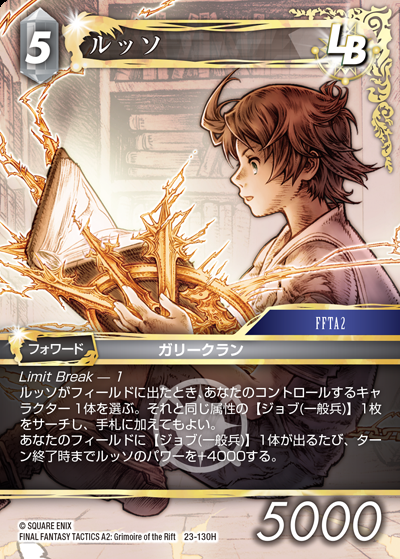 5
ルッソ
LB
FFTA2
フォワード
ガリークラン
Limit Break — 1
ルッソがフィールドに出たとき、あなたのコントロールするキャ
ラクター1体を選ぶ。それと同じ属性の【ジョブ(一般兵)】1枚
をサーチし、手札に加えてもよい。
あなたのフィールドに【ジョブ(一般兵)】1体が出るたび、ター
ン終了時までルッソのパワーを+4000する。
© SQUARE ENIX
FINAL FANTASY TACTICS A2: Grimoire of the Rift 23-130H
5000